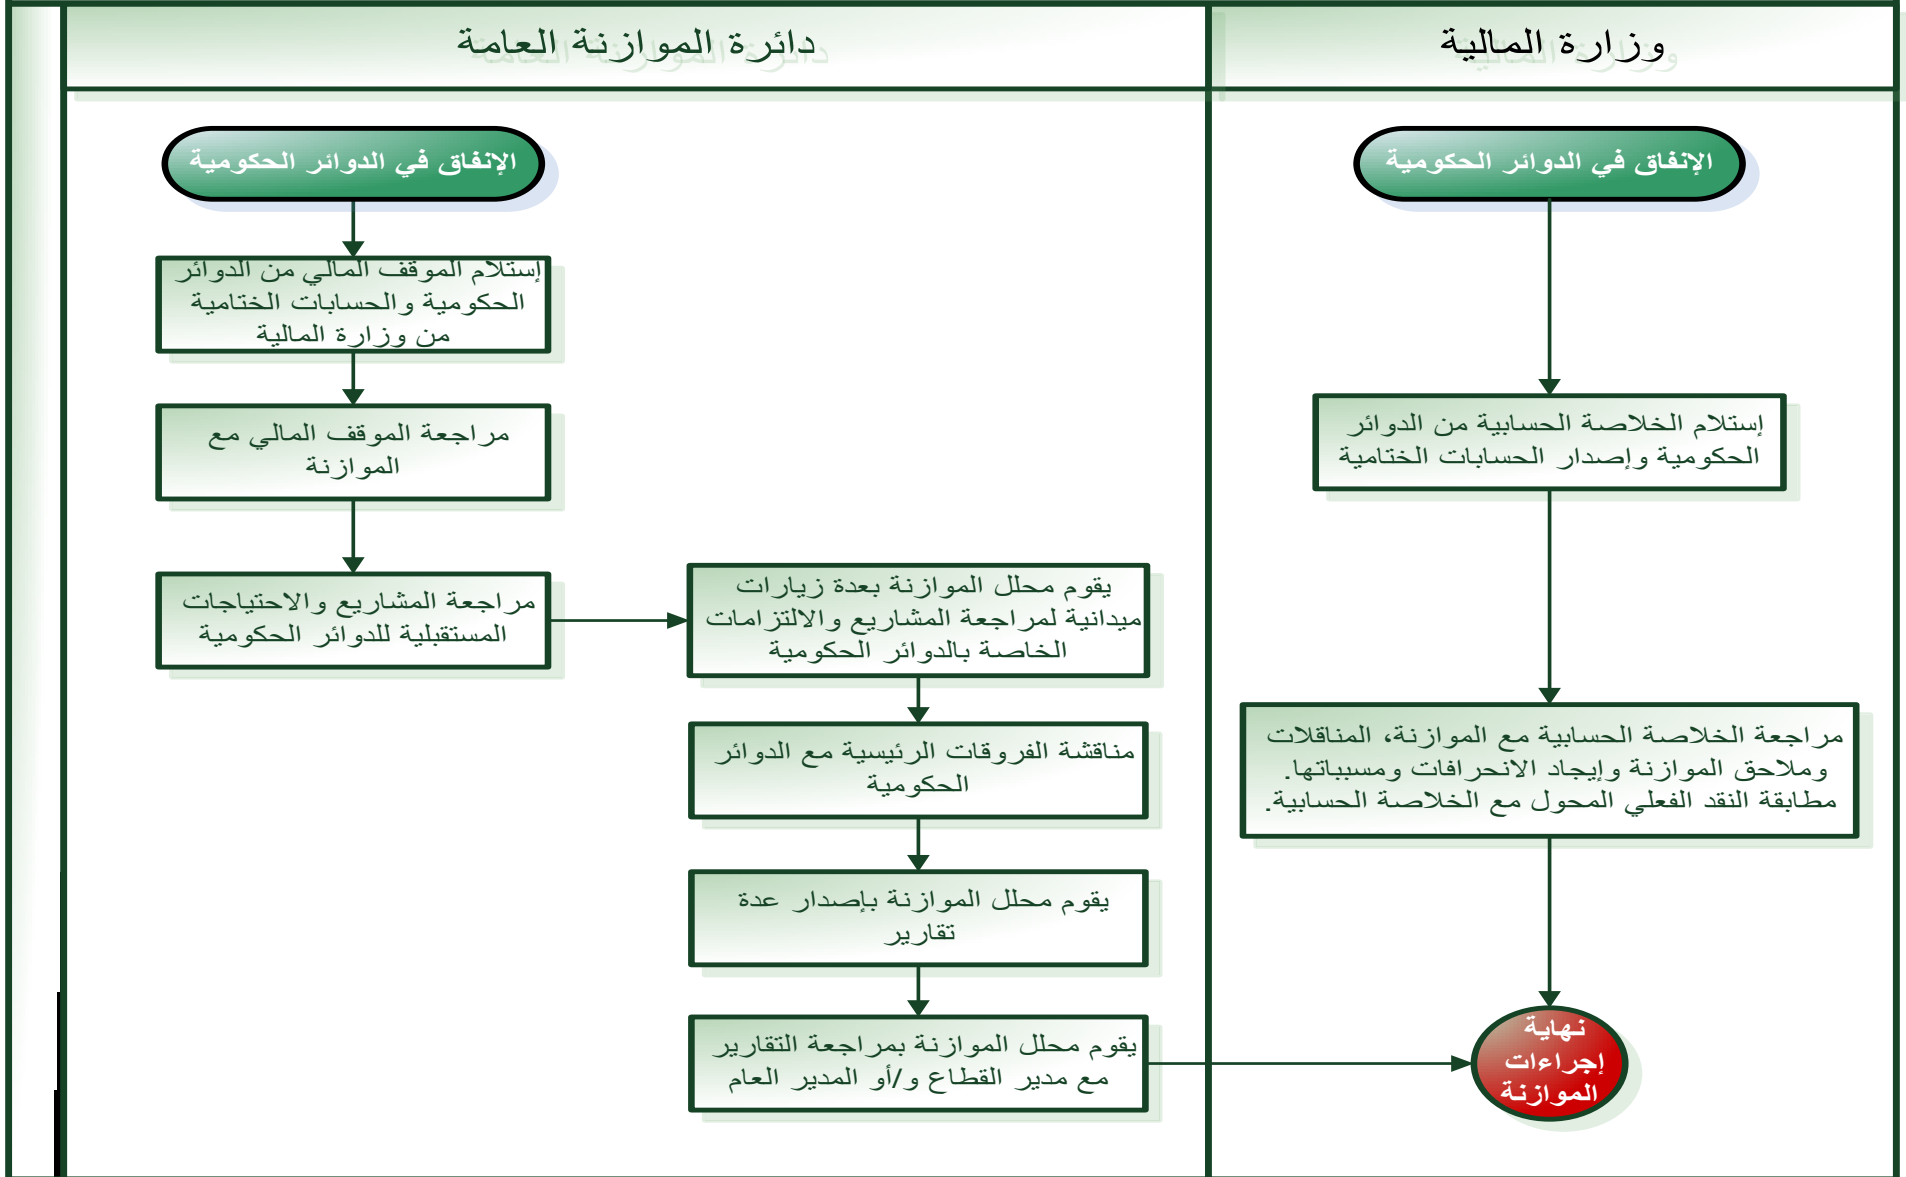 وزارة المالية
دائرة الموازنة العامة
الإنفاق في الدوائر الحكومية
إستلام الخلاصة الحسابية من الدوائر
الحكومية وإصدار الحسابات الختامية
مراجعة الخلاصة الحسابية مع الموازنة، المناقلات
وملاحق الموازنة وإيجاد الانحرافات ومسبباتها.
مطابقة النقد الفعلي المحول مع الخلاصة الحسابية.
نهاية
إجراءات
الموازنة
الإنفاق في الدوائر الحكومية
إستلام الموقف المالي من الدوائر
الحكومية والحسابات الختامية
من وزارة المالية
مراجعة الموقف المالي مع
الموازنة
مراجعة المشاريع والاحتياجات
المستقبلية للدوائر الحكومية
يقوم محلل الموازنة بعدة زيارات
ميدانية لمراجعة المشاريع والالتزامات
الخاصة بالدوائر الحكومية
مناقشة الفروقات الرئيسية مع الدوائر
الحكومية
يقوم محلل الموازنة بإصدار عدة
تقارير
يقوم محلل الموازنة بمراجعة التقارير
مع مدير القطاع و/أو المدير العام